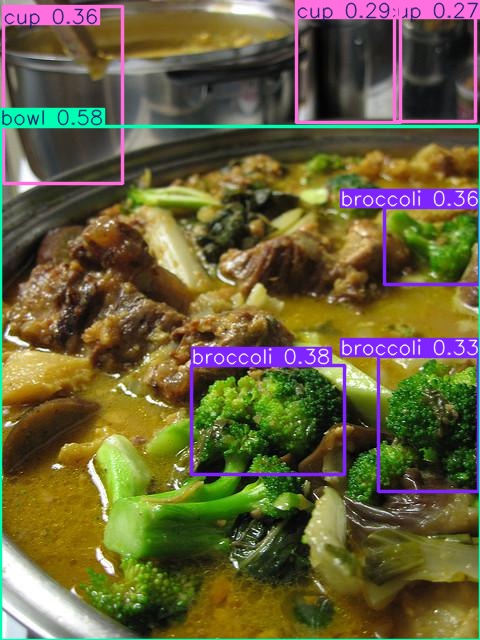 cup 0.36
cup 0.29
up 0.27
bowl 0.58
broccoli 0.36
broccoli 0.33
broccoli 0.38